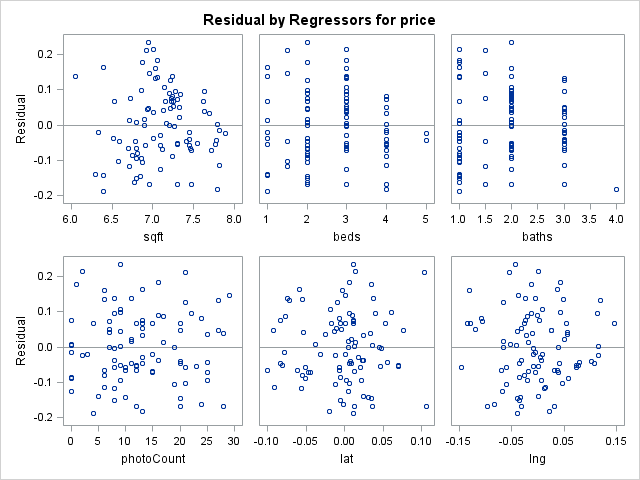 Residual by Regressors for price
Residual
0.2
0.1
0.0
-0.1
-0.2
6.0 6.5 7.0 7.5 8.0
sqft
1 2 3 4 5
beds
1.0 1.5 2.0 2.5 3.0 3.5 4.0
baths
Residual
0.2
0.1
0.0
-0.1
-0.2
0 5 10 15 20 25 30
photoCount
-0.10 -0.05 0.00 0.05 0.10
lat
-0.15 -0.05 0.05 0.15
lng